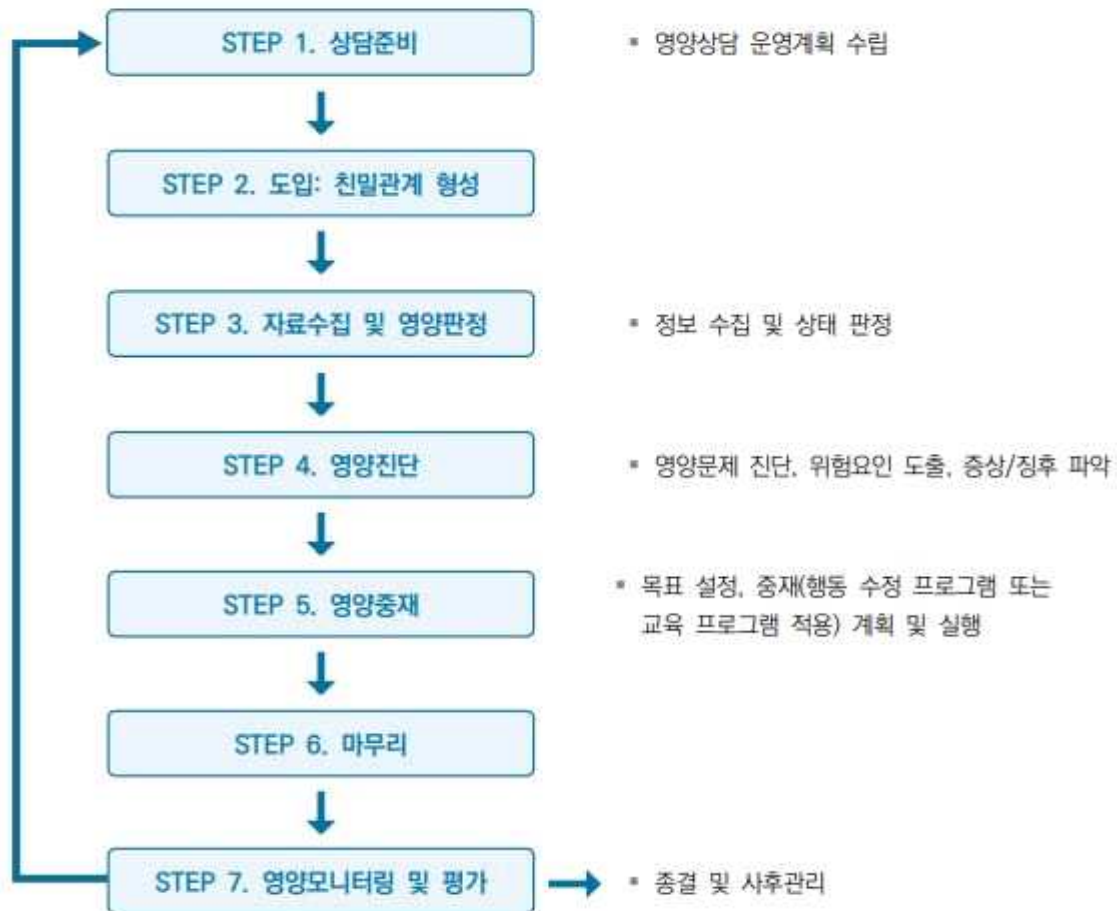 STEP 1. 상담준비
▪ 영양상담 운영계획 수립
STEP 2. 도입: 친밀관계 형성
STEP 3. 자료수집 및 영양판정
▪ 정보 수집 및 상태 판정
STEP 4. 영양진단
▪ 영양문제 진단, 위험요인 도출, 증상/징후 파악
STEP 5. 영양중재
▪ 목표 설정, 중재(행동 수정 프로그램 또는
교육 프로그램 적용) 계획 및 실행
STEP 6. 마무리
STEP 7. 영양모니터링 및 평가
▪ 종결 및 사후관리